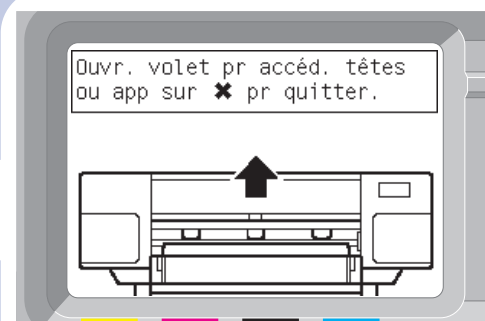 Ouvr. volet pr accéd. têtes
ou app sur ✖ pr quitter.